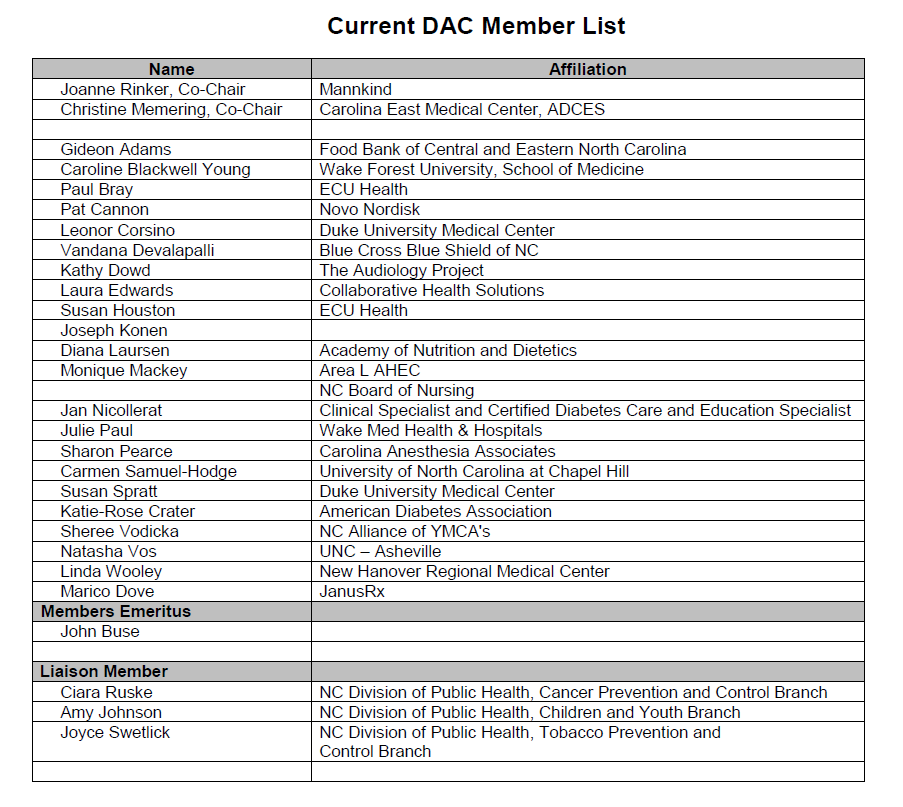 Current DAC Member List
Name Affiliation
Joanne Rinker, Co-Chair Mannkind
Christine Memering, Co-Chair Carolina East Medical Center, ADCES
Gideon Adams Food Bank of Central and Eastern North Carolina
Caroline Blackwell Young Wake Forest University, School of Medicine
Paul Bray ECU Health
Pat Cannon Novo Nordisk
Leonor Corsino Duke University Medical Center
Vandana Devalapalli Blue Cross Blue Shield of NC
Kathy Dowd The Audiology Project
Laura Edwards Collaborative Health Solutions
Susan Houston ECU Health
Joseph Konen
Diana Laursen Academy of Nutrition and Dietetics
Monique Mackey Area L AHEC
NC Board of Nursing
Jan Nicollerat Clinical Specialist and Certified Diabetes Care and Education Specialist
Julie Paul Wake Med Health & Hospitals
Sharon Pearce Carolina Anesthesia Associates
Carmen Samuel-Hodge University of North Carolina at Chapel Hill
Susan Spratt Duke University Medical Center
Katie-Rose Crater American Diabetes Association
Sheree Vodicka NC Alliance of YMCA's
Natasha Vos UNC – Asheville
Linda Wooley New Hanover Regional Medical Center
Marico Dove JanusRx
Members Emeritus
John Buse
Liaison Member
Ciara Ruske NC Division of Public Health, Cancer Prevention and Control Branch
Amy Johnson NC Division of Public Health, Children and Youth Branch
Joyce Swetlick NC Division of Public Health, Tobacco Prevention and
Control Branch